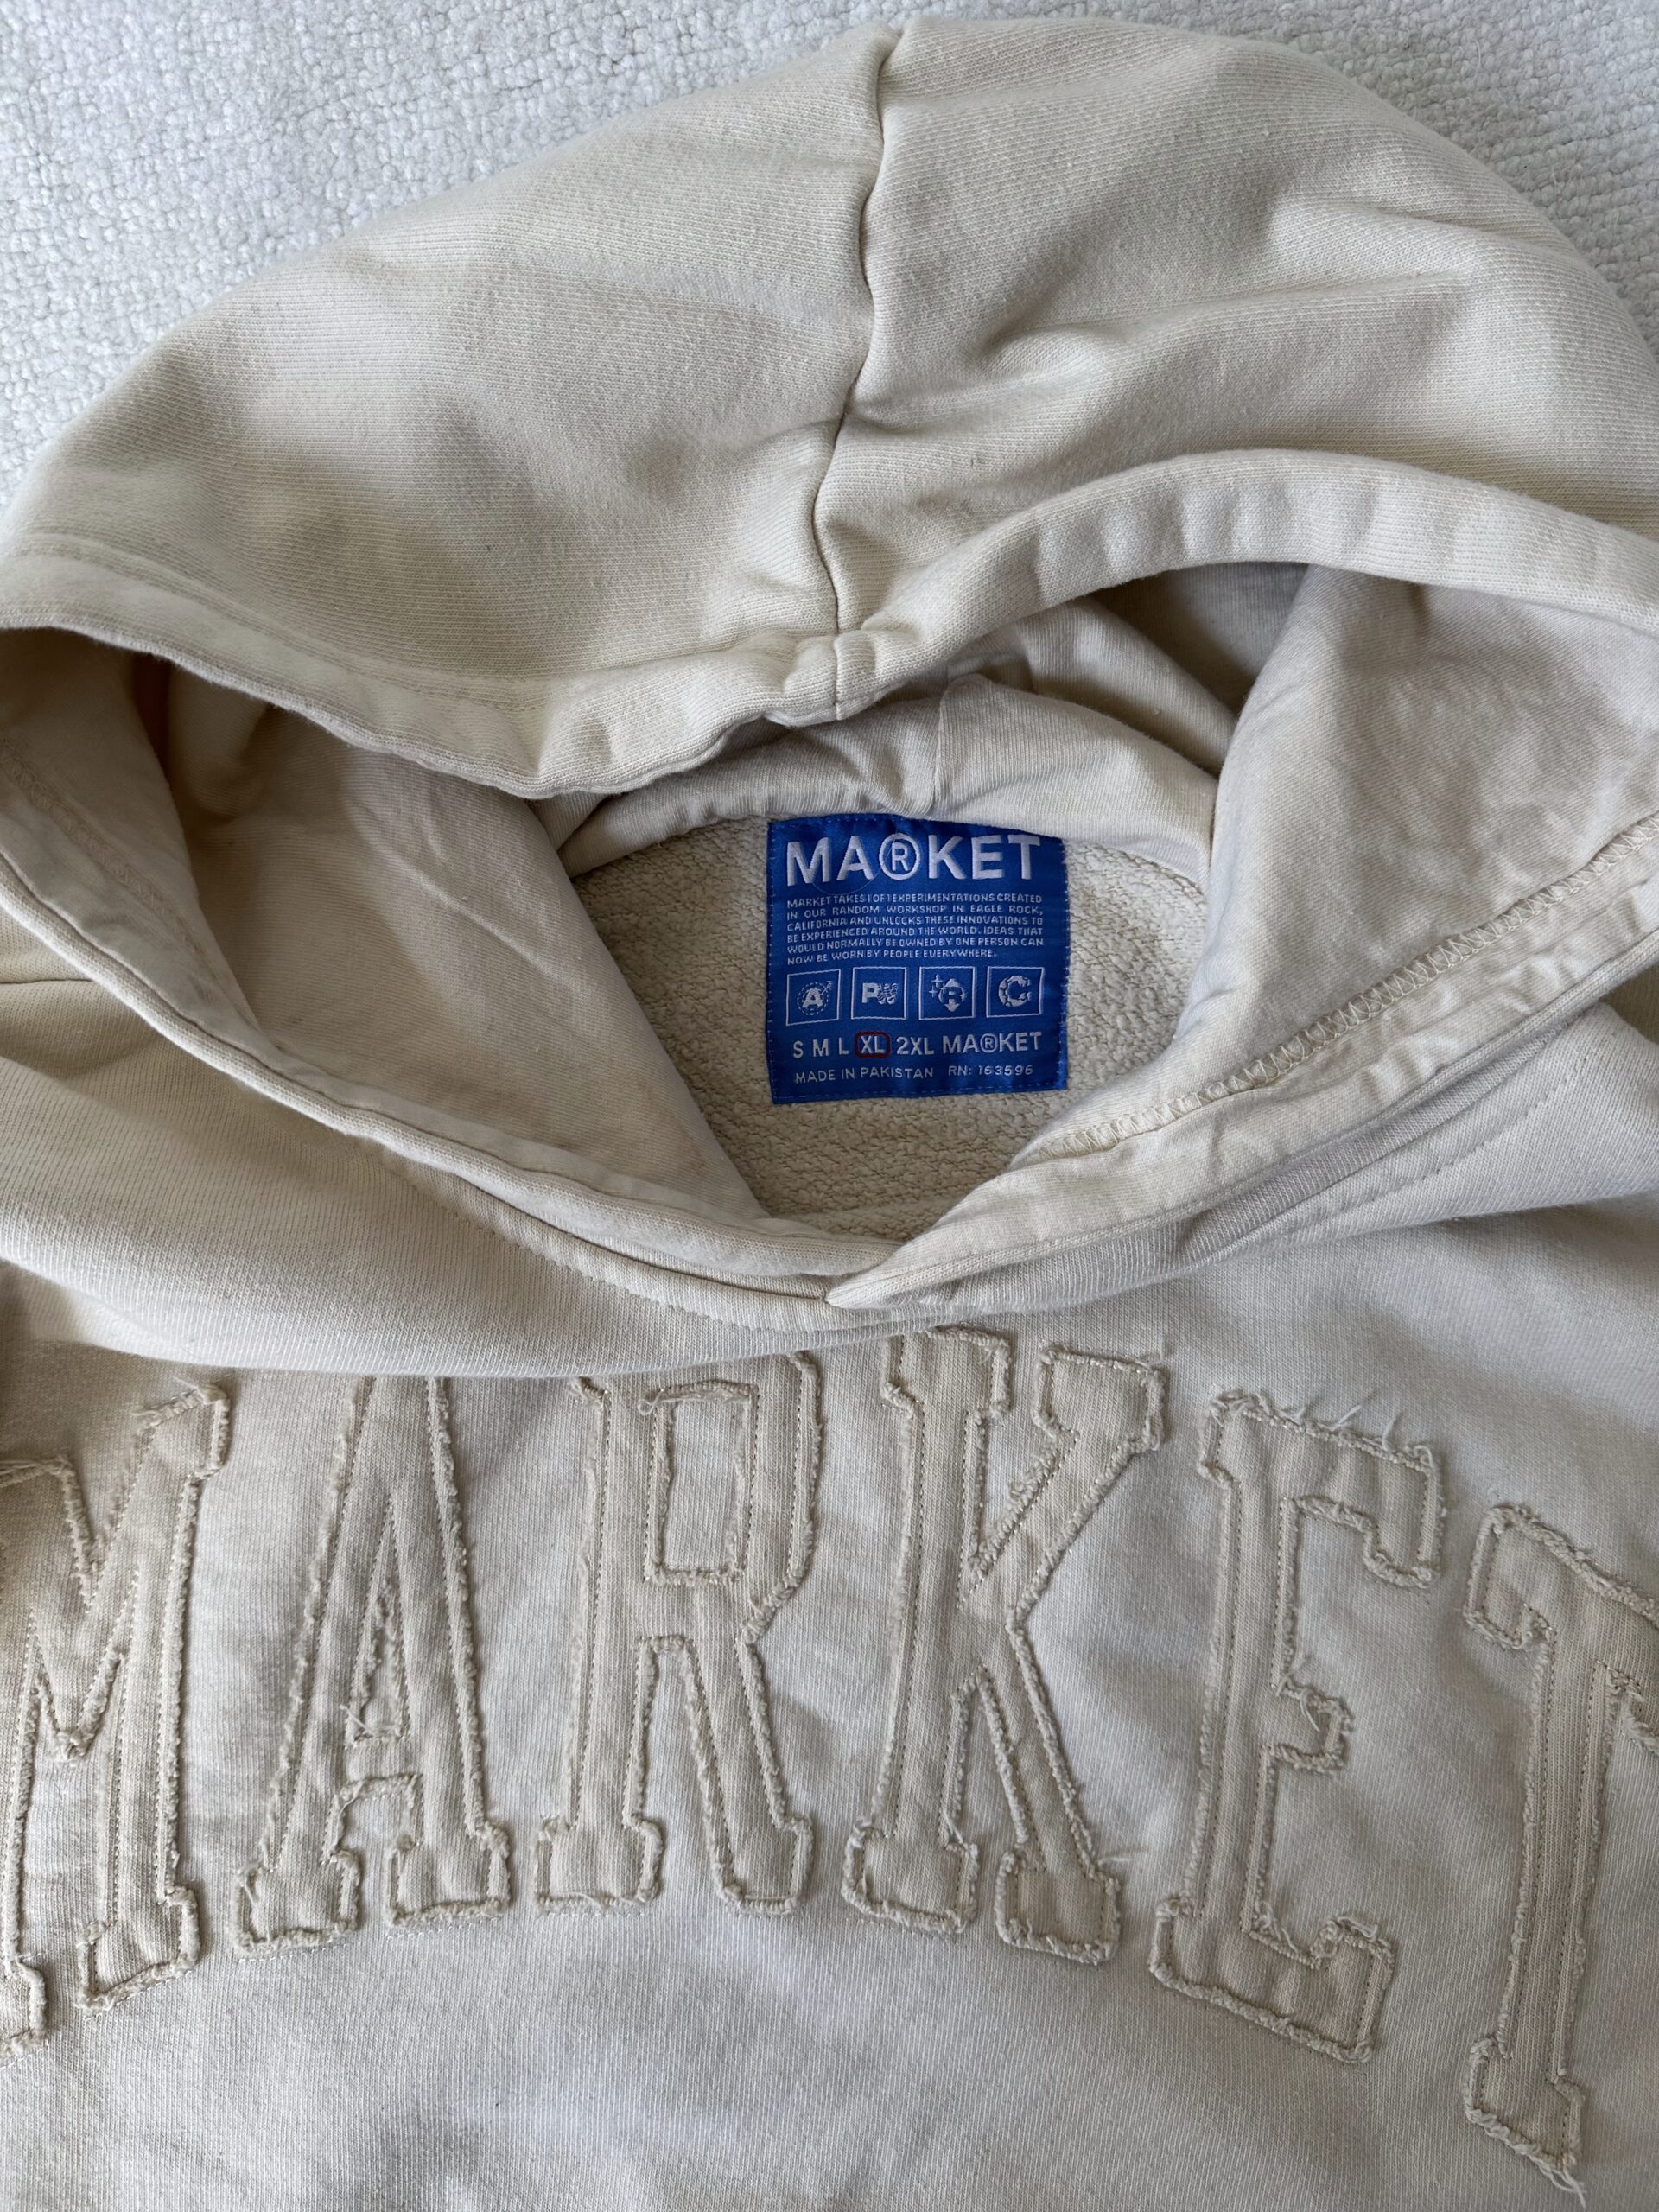 MA®KET
MARKET TAKES 1 OF 1 EXPERIMENTATIONS CREATED
IN OUR RANDOM WORKSHOP IN EAGLE ROCK,
CALIFORNIA AND UNLOCKS THESE INNOVATIONS TO
BE EXPERIENCED AROUND THE WORLD. IDEAS THAT
WOULD NORMALLY BE OWNED BY ONE PERSON CAN
NOW BE WORN BY PEOPLE EVERYWHERE.
A PW R C
S M L XL 2XL MA®KET
MADE IN PAKISTAN RN: 163596
MARKET